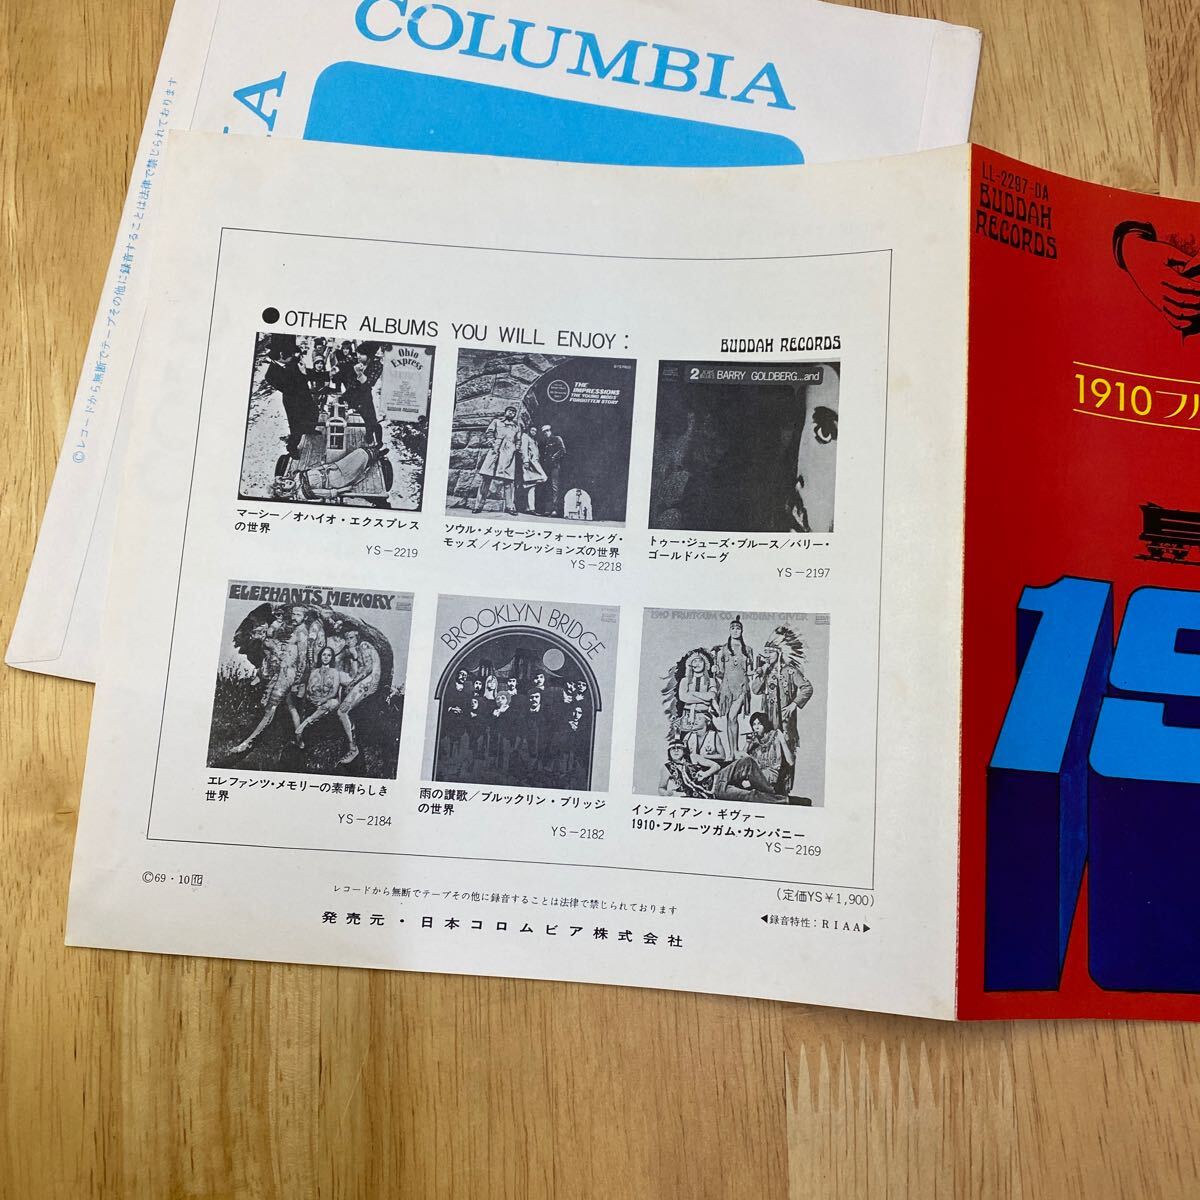 COLUMBIA
IA
©レコードから無断でテープその他に録音することは法律で禁じられております
LL-2297-DA
BUDDAH
RECORDS
1910フル
19
●OTHER ALBUMS YOU WILL ENJOY:
BUDDAH RECORDS
Ohio
Express
BUDDAH RECORDS
マーシー/オハイオ・エクスプレス
の世界
YS-2219
STEREO
THE
IMPRESSIONS
THE YOUNG MODS'
FORGOTTEN STORY
ソウル・メッセージ・フォー・ヤング・
モッズ/インプレッションズの世界
YS-2218
2 BARRY GOLDBERG...and
トゥー・ジューズ・ブルース/バリー・
ゴールドバーグ
YS-2197
ELEPHANTS MEMORY
エレファンツ・メモリーの素晴らしき
世界
YS-2184
BROOKLYN BRIDGE
雨の讃歌/ブルックリン・ブリッジ
の世界
YS-2182
1910 FRUITGUM CO. INDIAN GIVER
インディアン・ギヴァー
1910・フルーツガム・カンパニー
YS-2169
©69・10花
レコードから無断でテープその他に録音することは法律で禁じられております
(定価YS¥1,900)
発売元・日本コロムビア株式会社
◀録音特性:RIAA▶